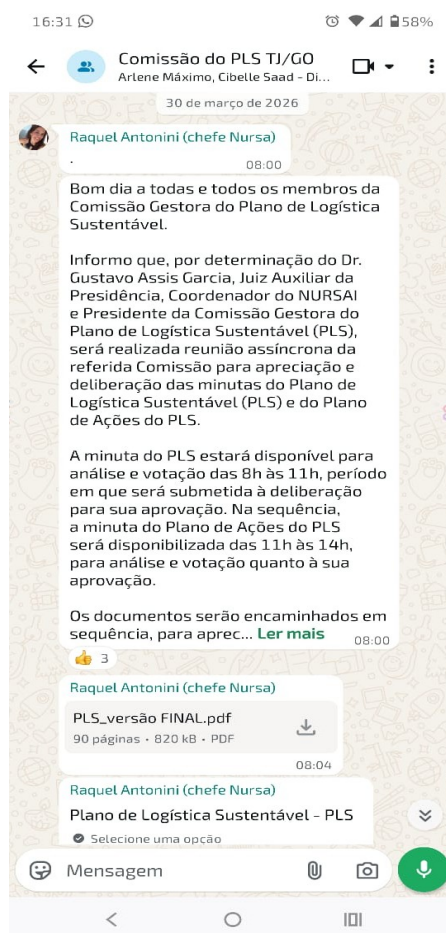 16:31
58%
Comissão do PLS TJ/GO
Arlene Máximo, Cibelle Saad - Di...
30 de março de 2026
Raquel Antonini (chefe Nursa)
.
08:00
Bom dia a todas e todos os membros da
Comissão Gestora do Plano de Logística
Sustentável.
Informo que, por determinação do Dr.
Gustavo Assis Garcia, Juiz Auxiliar da
Presidência, Coordenador do NURSAI
e Presidente da Comissão Gestora do
Plano de Logística Sustentável (PLS),
será realizada reunião assíncrona da
referida Comissão para apreciação e
deliberação das minutas do Plano de
Logística Sustentável (PLS) e do Plano
de Ações do PLS.
A minuta do PLS estará disponível para
análise e votação das 8h às 11h, período
em que será submetida à deliberação
para sua aprovação. Na sequência,
a minuta do Plano de Ações do PLS
será disponibilizada das 11h às 14h,
para análise e votação quanto à sua
aprovação.
Os documentos serão encaminhados em
sequência, para aprec... Ler mais
08:00
3
Raquel Antonini (chefe Nursa)
PLS_versão FINAL.pdf
90 páginas • 820 kB • PDF
08:04
Raquel Antonini (chefe Nursa)
Plano de Logística Sustentável - PLS
Selecione uma opção
Mensagem